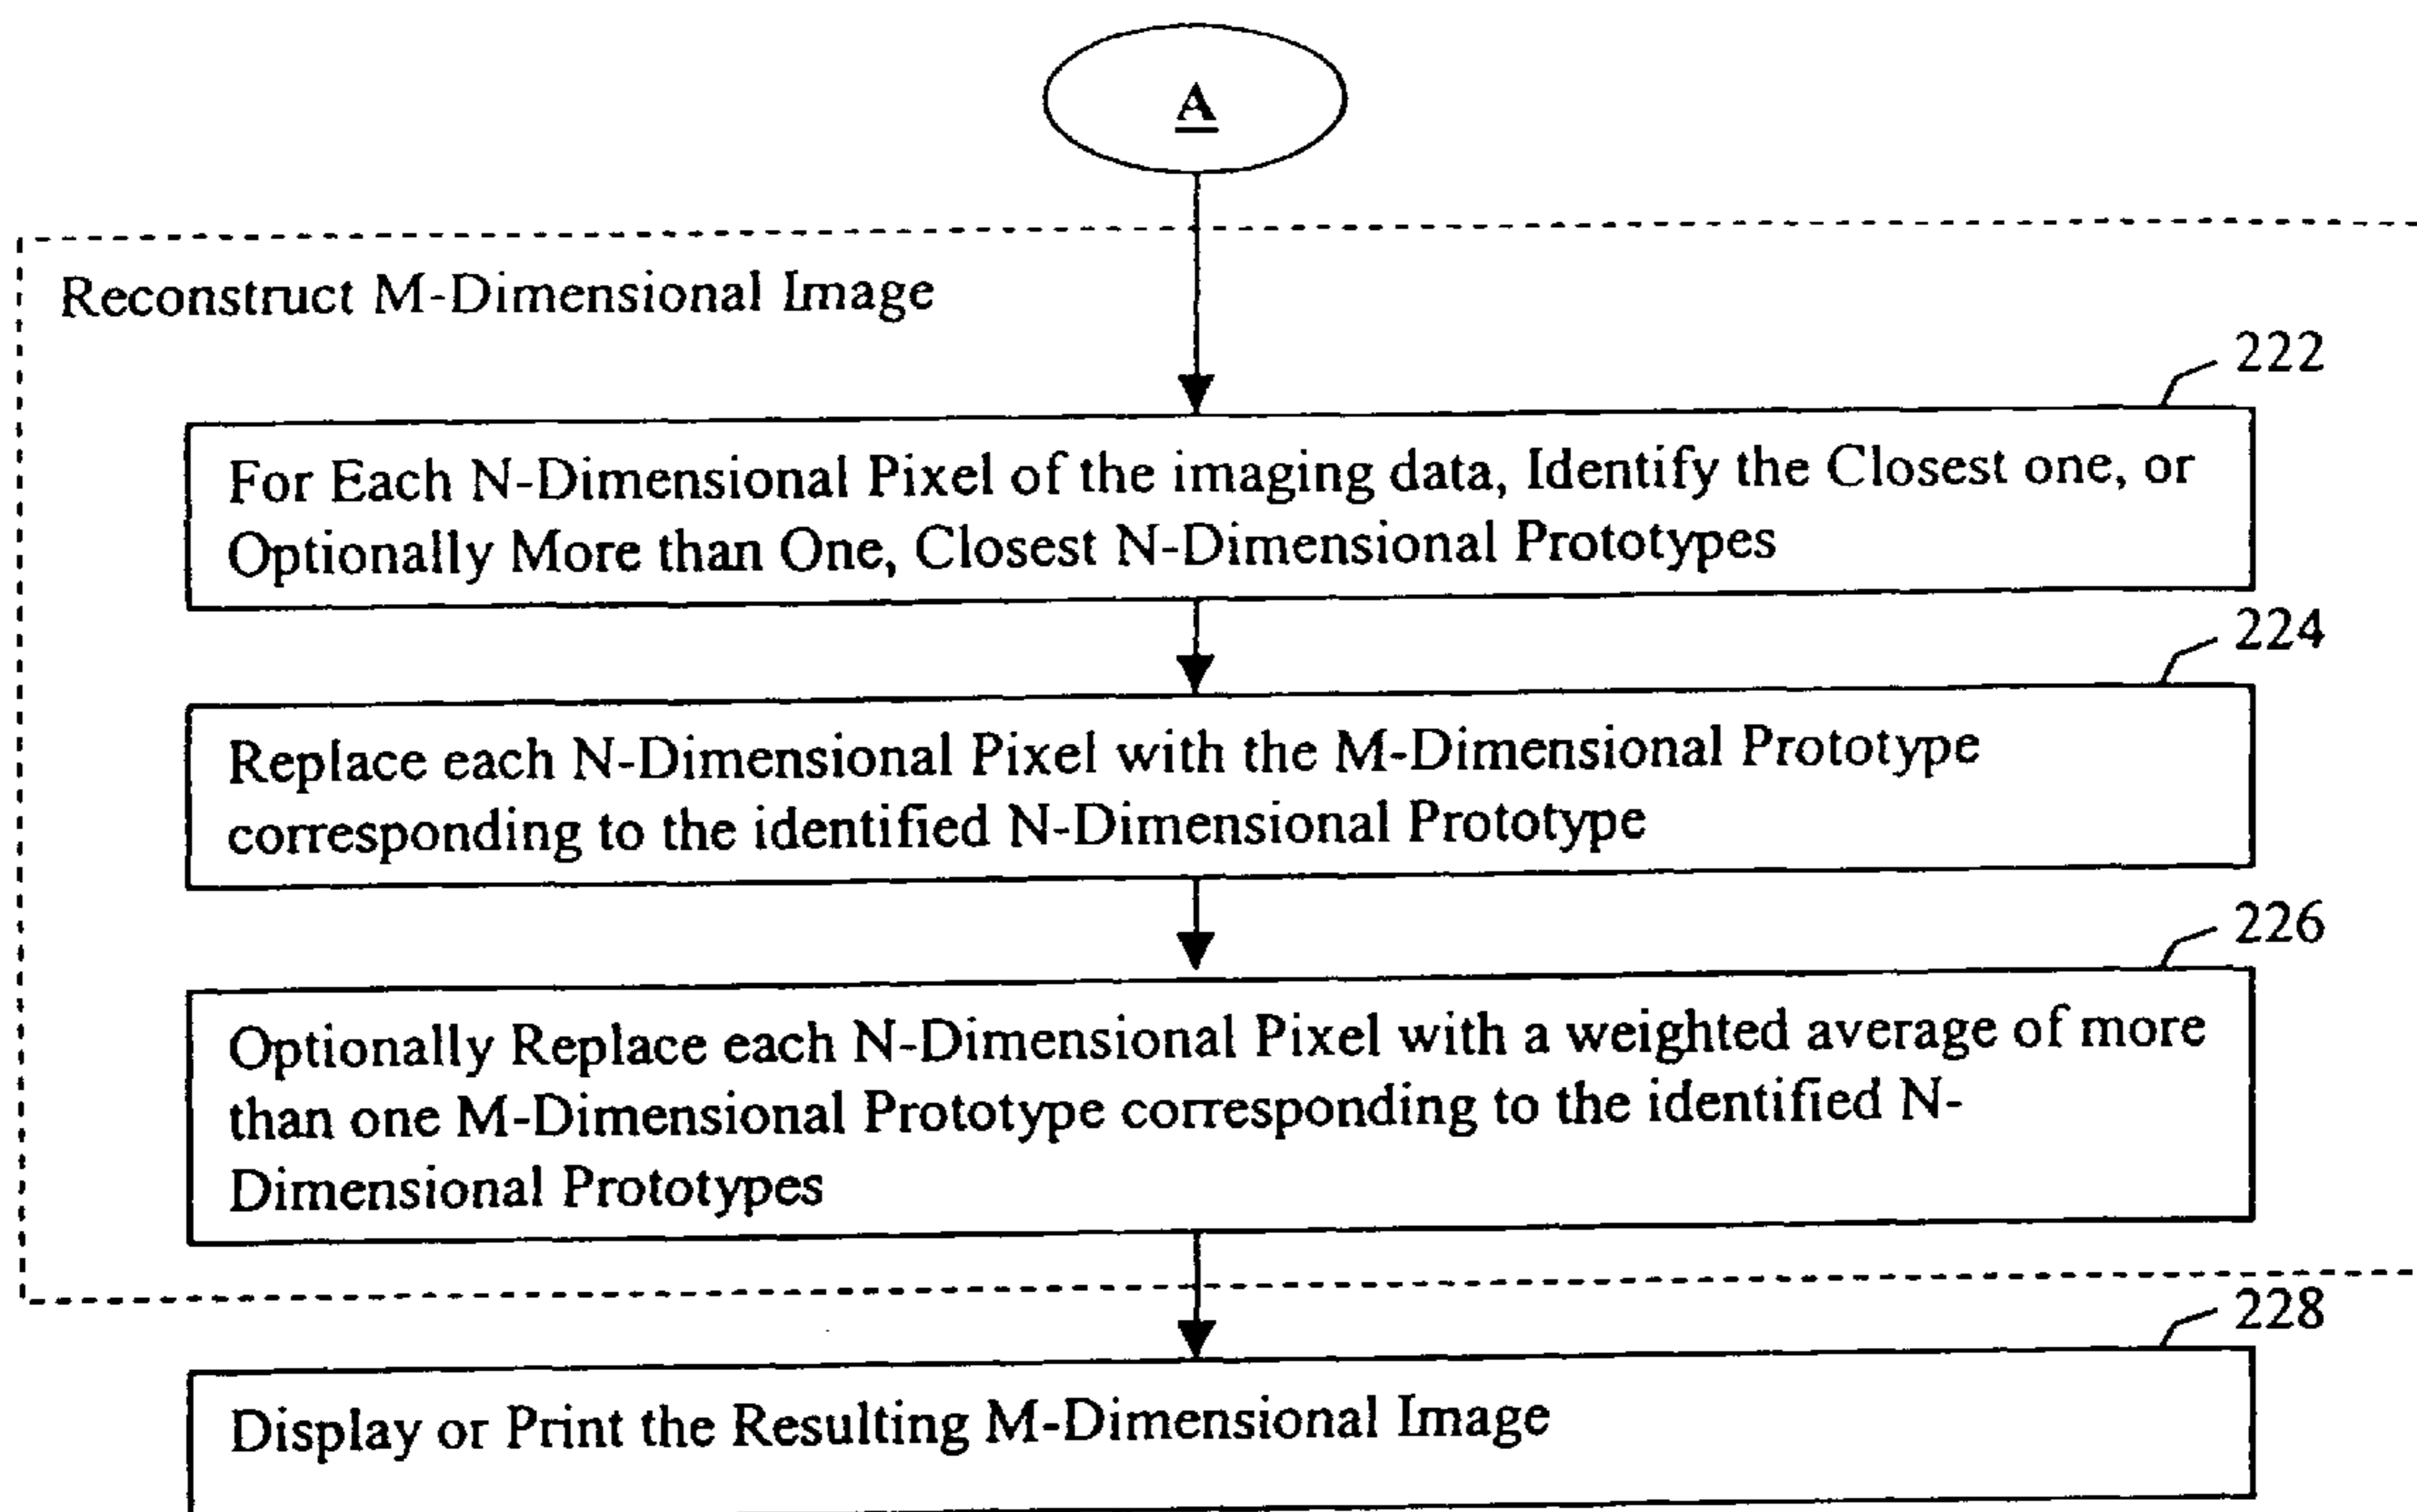 A
Reconstruct M-Dimensional Image
222
For Each N-Dimensional Pixel of the imaging data, Identify the Closest one, or
Optionally More than One, Closest N-Dimensional Prototypes
224
Replace each N-Dimensional Pixel with the M-Dimensional Prototype
corresponding to the identified N-Dimensional Prototype
226
Optionally Replace each N-Dimensional Pixel with a weighted average of more
than one M-Dimensional Prototype corresponding to the identified N-
Dimensional Prototypes
228
Display or Print the Resulting M-Dimensional Image